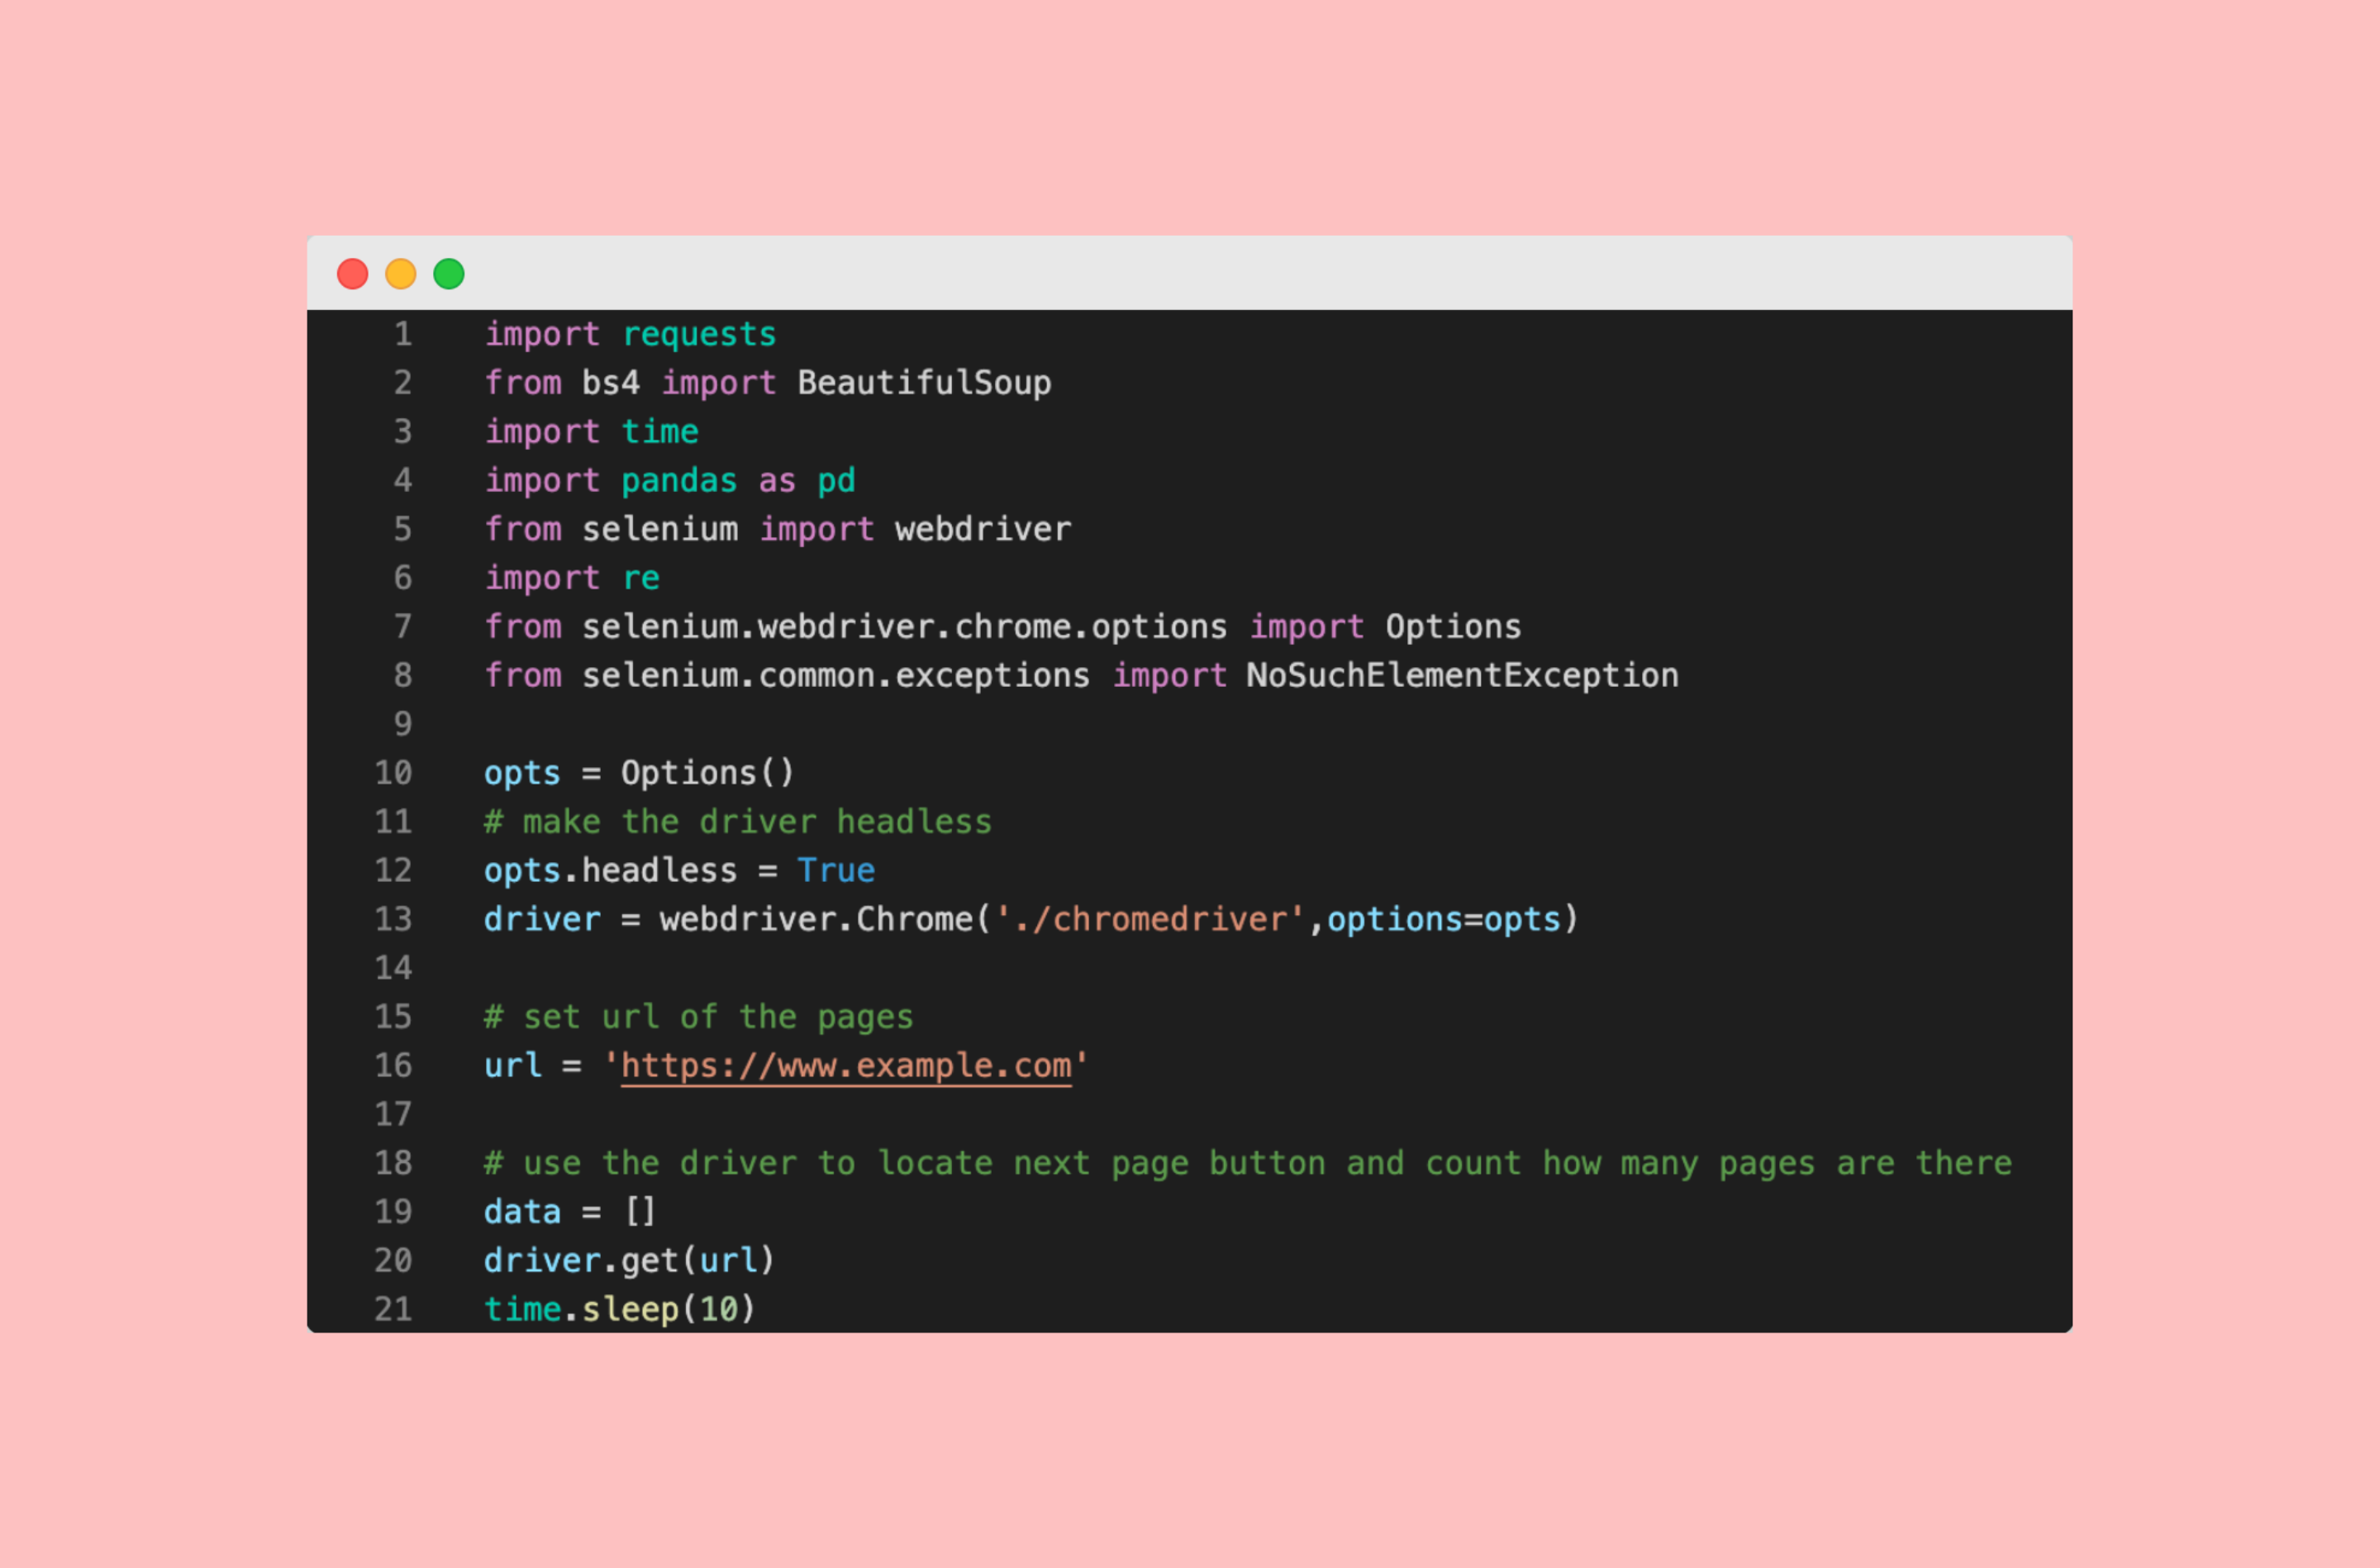 1 import requests
2 from bs4 import BeautifulSoup
3 import time
4 import pandas as pd
5 from selenium import webdriver
6 import re
7 from selenium.webdriver.chrome.options import Options
8 from selenium.common.exceptions import NoSuchElementException
9
10 opts = Options()
11 # make the driver headless
12 opts.headless = True
13 driver = webdriver.Chrome('./chromedriver',options=opts)
14
15 # set url of the pages
16 url = 'https://www.example.com'
17
18 # use the driver to locate next page button and count how many pages are there
19 data = []
20 driver.get(url)
21 time.sleep(10)